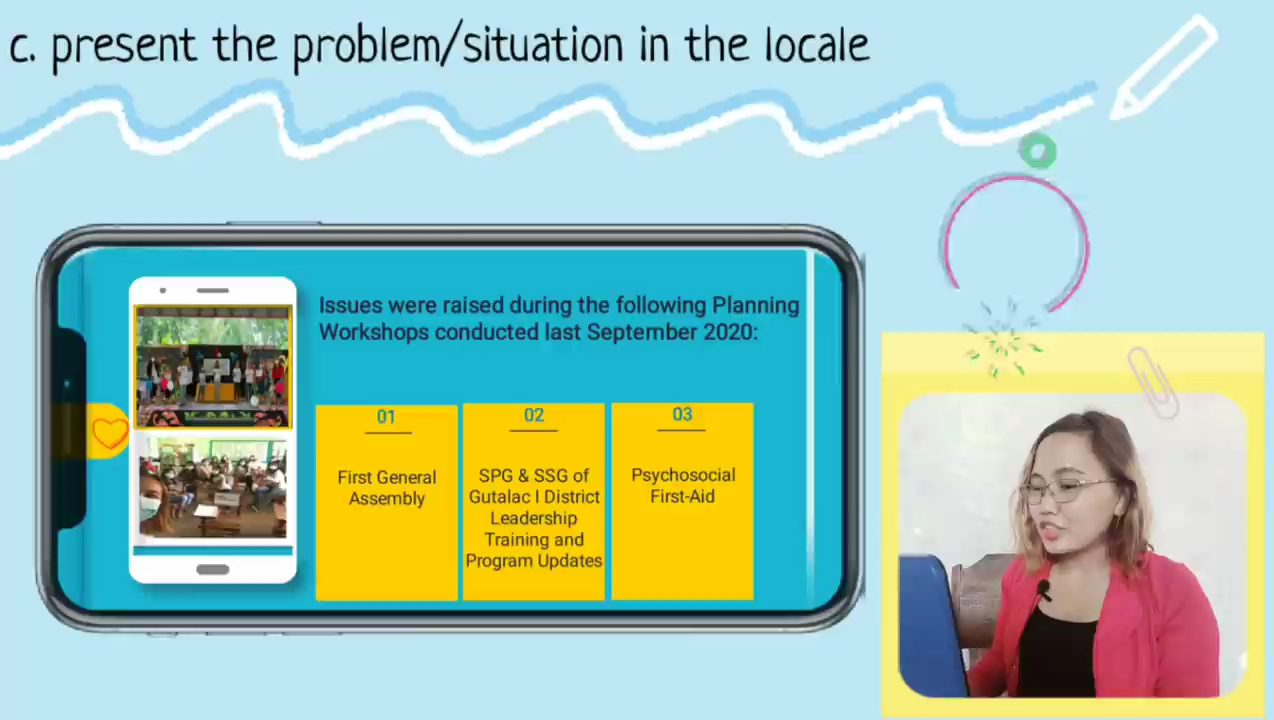 c. present the problem/situation in the locale
Issues were raised during the following Planning
Workshops conducted last September 2020:
01
First General
Assembly
02
SPG & SSG of
Gutalac I District
Leadership
Training and
Program Updates
03
Psychosocial
First-Aid